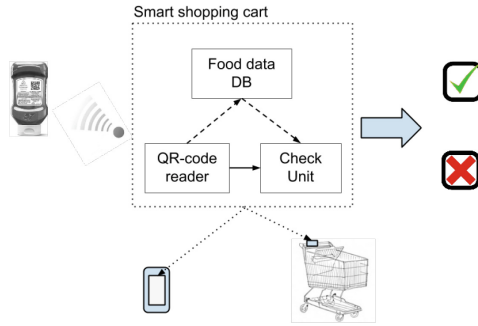 Smart shopping cart
Food data
DB
QR-code
reader
Check
Unit